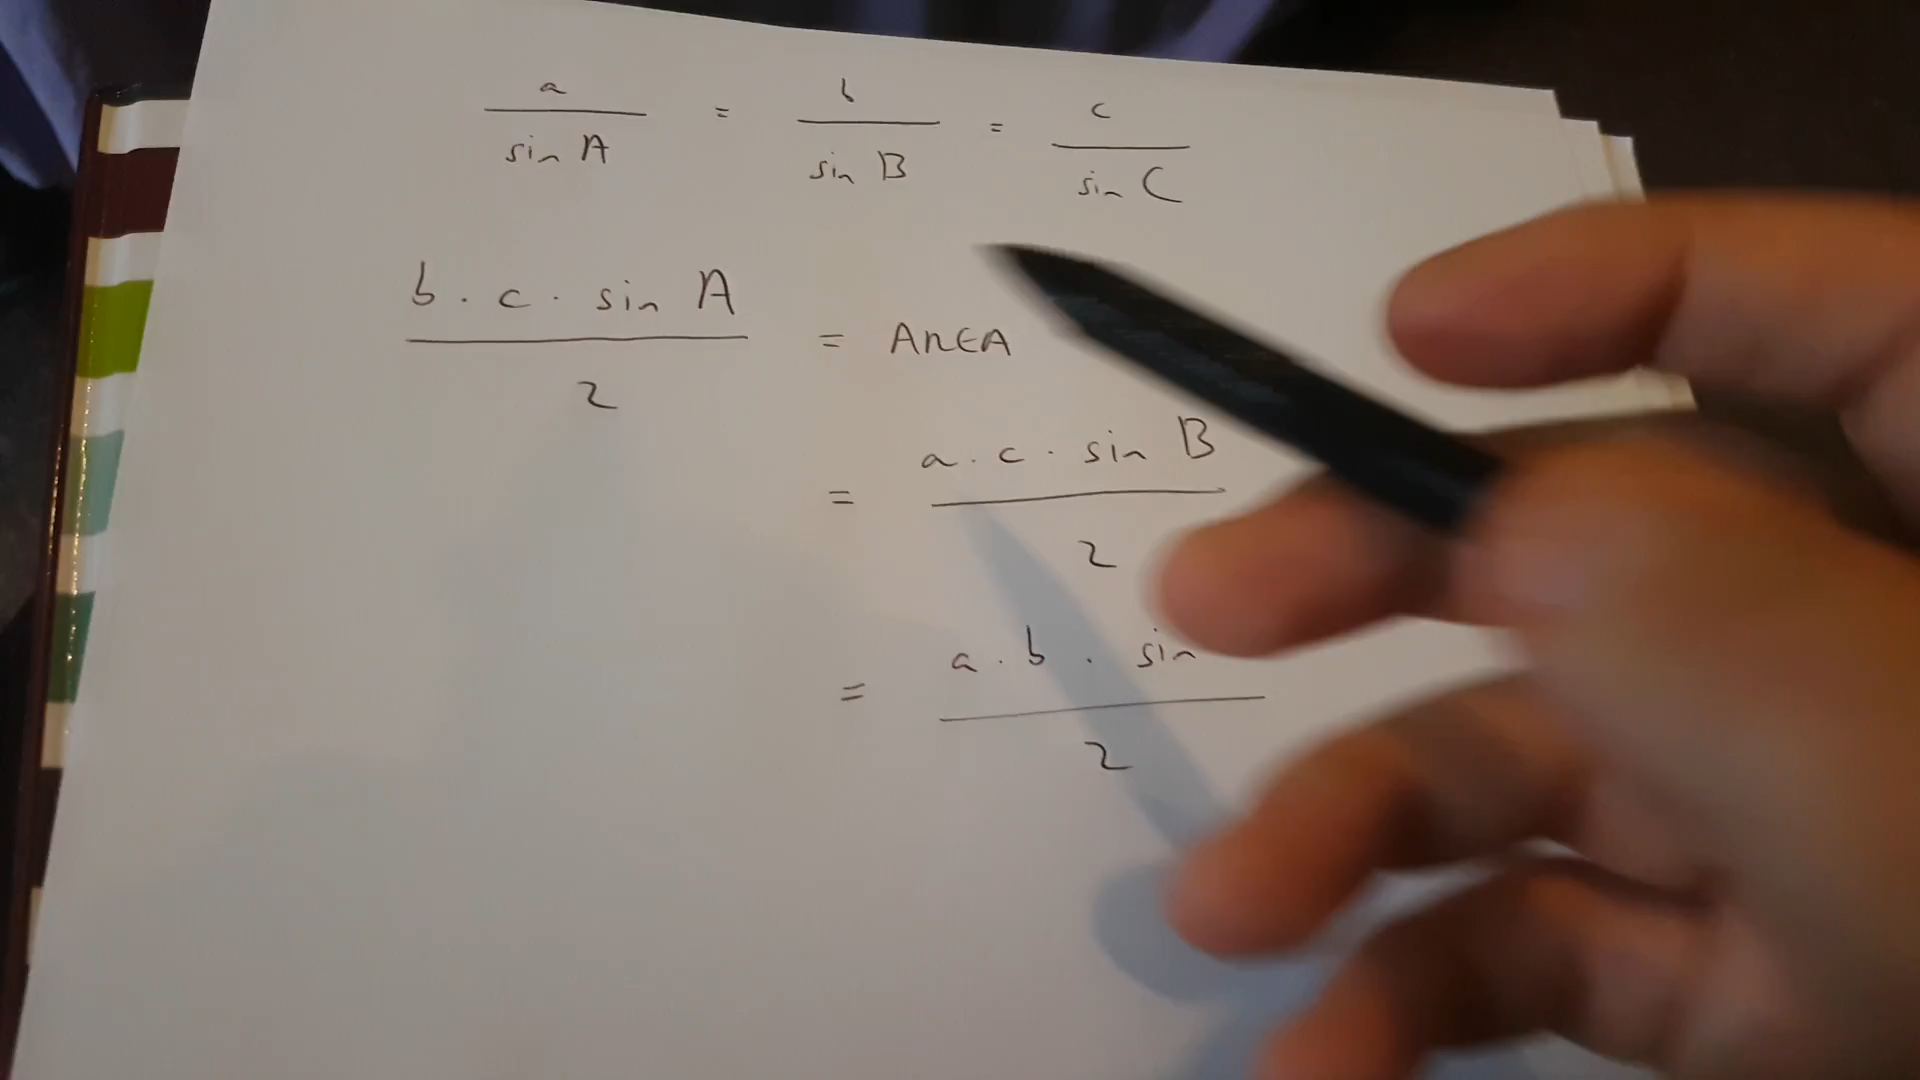 a / sin A = b / sin B = c / sin C
b · c · sin A / 2 = AREA
= a · c · sin B / 2
= a · b · sin / 2